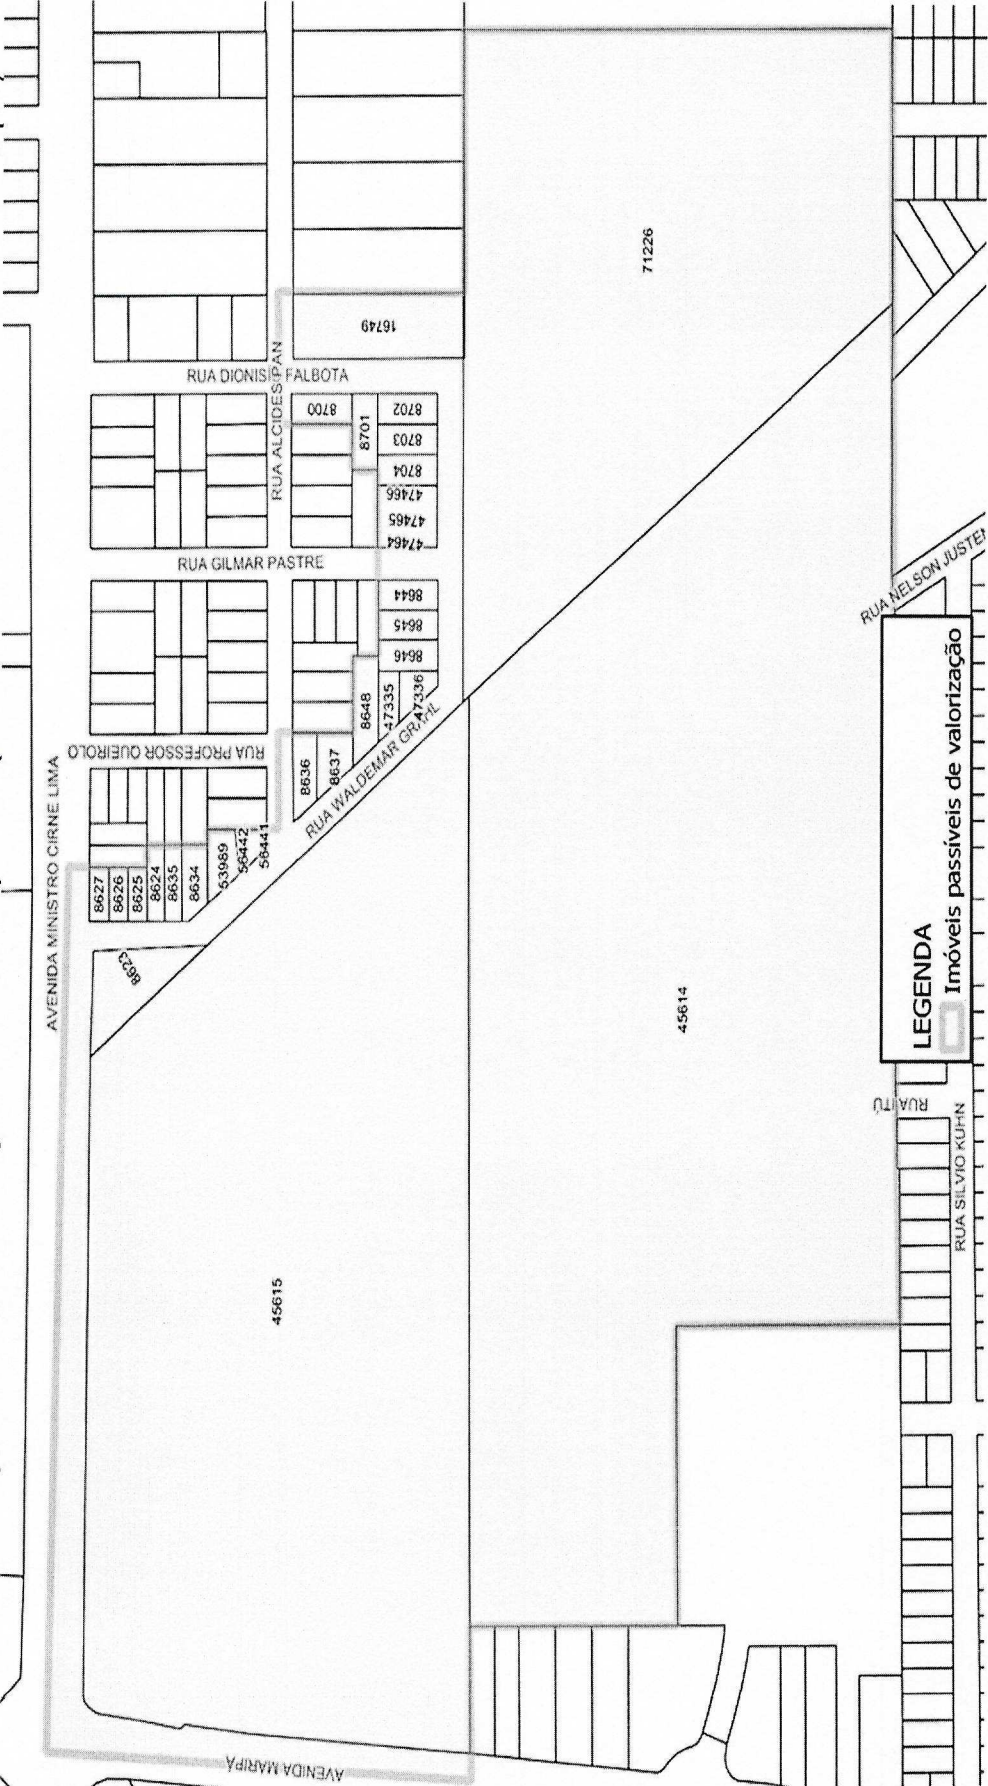 71226
16749
RUA DIONISIO FALBOTA
RUA ALCIDES PAN
8700
8701
8702
8703
8704
47466
47465
47464
RUA GILMAR PASTRE
8644
8645
8646
47335
47336
8648
8636
8637
RUA WALDEMAR GRAHL
RUA PROFESSOR QUEIROLO
AVENIDA MINISTRO CIRNE LIMA
8627
8626
8625
8624
8635
8634
53989
56442
56441
8623
45615
45614
RUA NELSON JUSTEN
LEGENDA
Imóveis passíveis de valorização
RUA ITÚ
RUA SILVIO KUHN
AVENIDA MARIPÁ